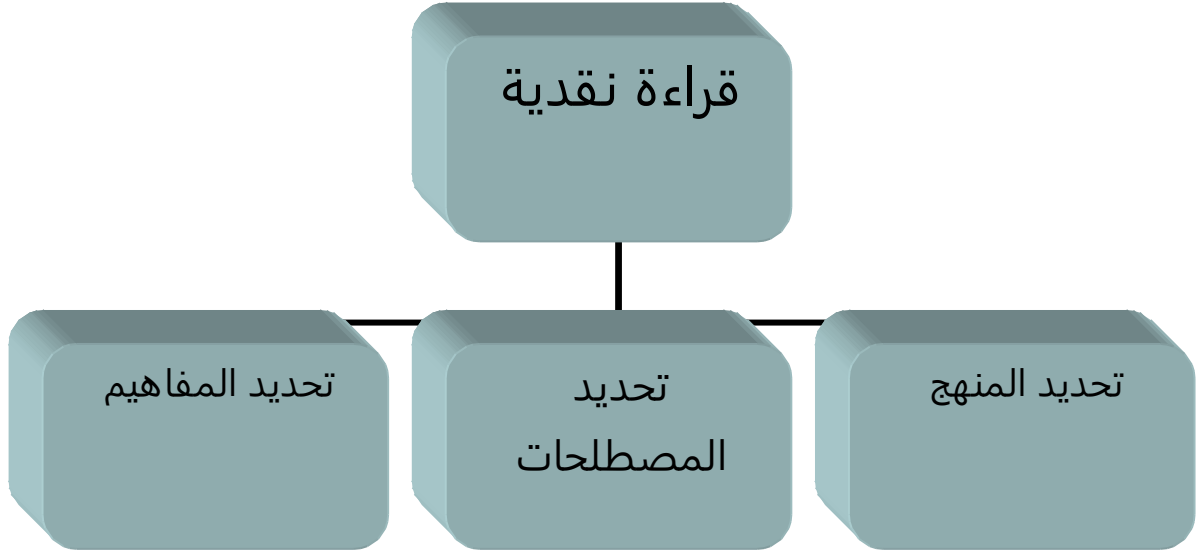 قراءة نقدية
تحديد المنهج
تحديد
المصطلحات
تحديد المفاهيم